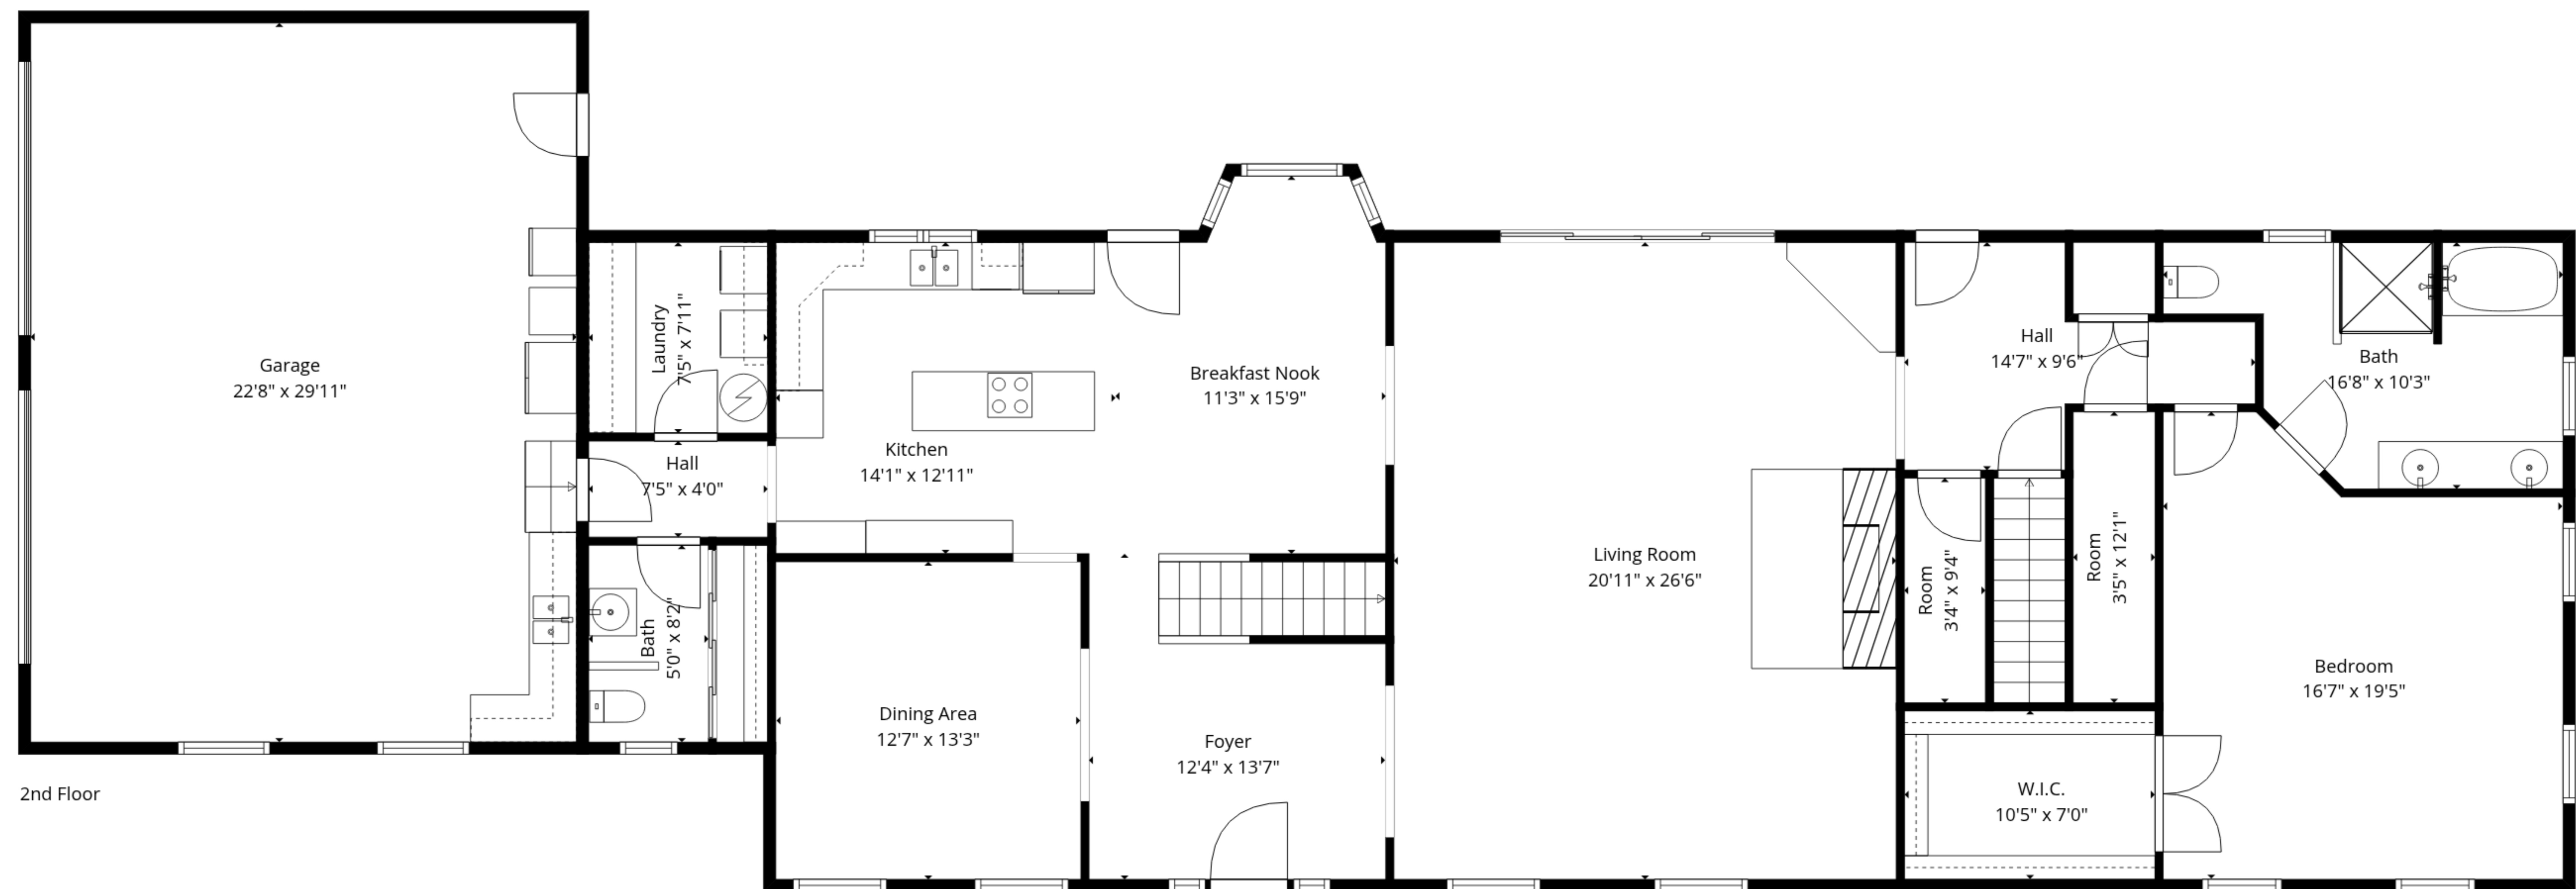 Garage
22'8" x 29'11"
Laundry
7'5" x 7'11"
Hall
7'5" x 4'0"
Bath
5'0" x 8'2"
Kitchen
14'1" x 12'11"
Breakfast Nook
11'3" x 15'9"
Dining Area
12'7" x 13'3"
Foyer
12'4" x 13'7"
Living Room
20'11" x 26'6"
Hall
14'7" x 9'6"
Room
3'4" x 9'4"
Room
3'5" x 12'1"
W.I.C.
10'5" x 7'0"
Bath
16'8" x 10'3"
Bedroom
16'7" x 19'5"
2nd Floor